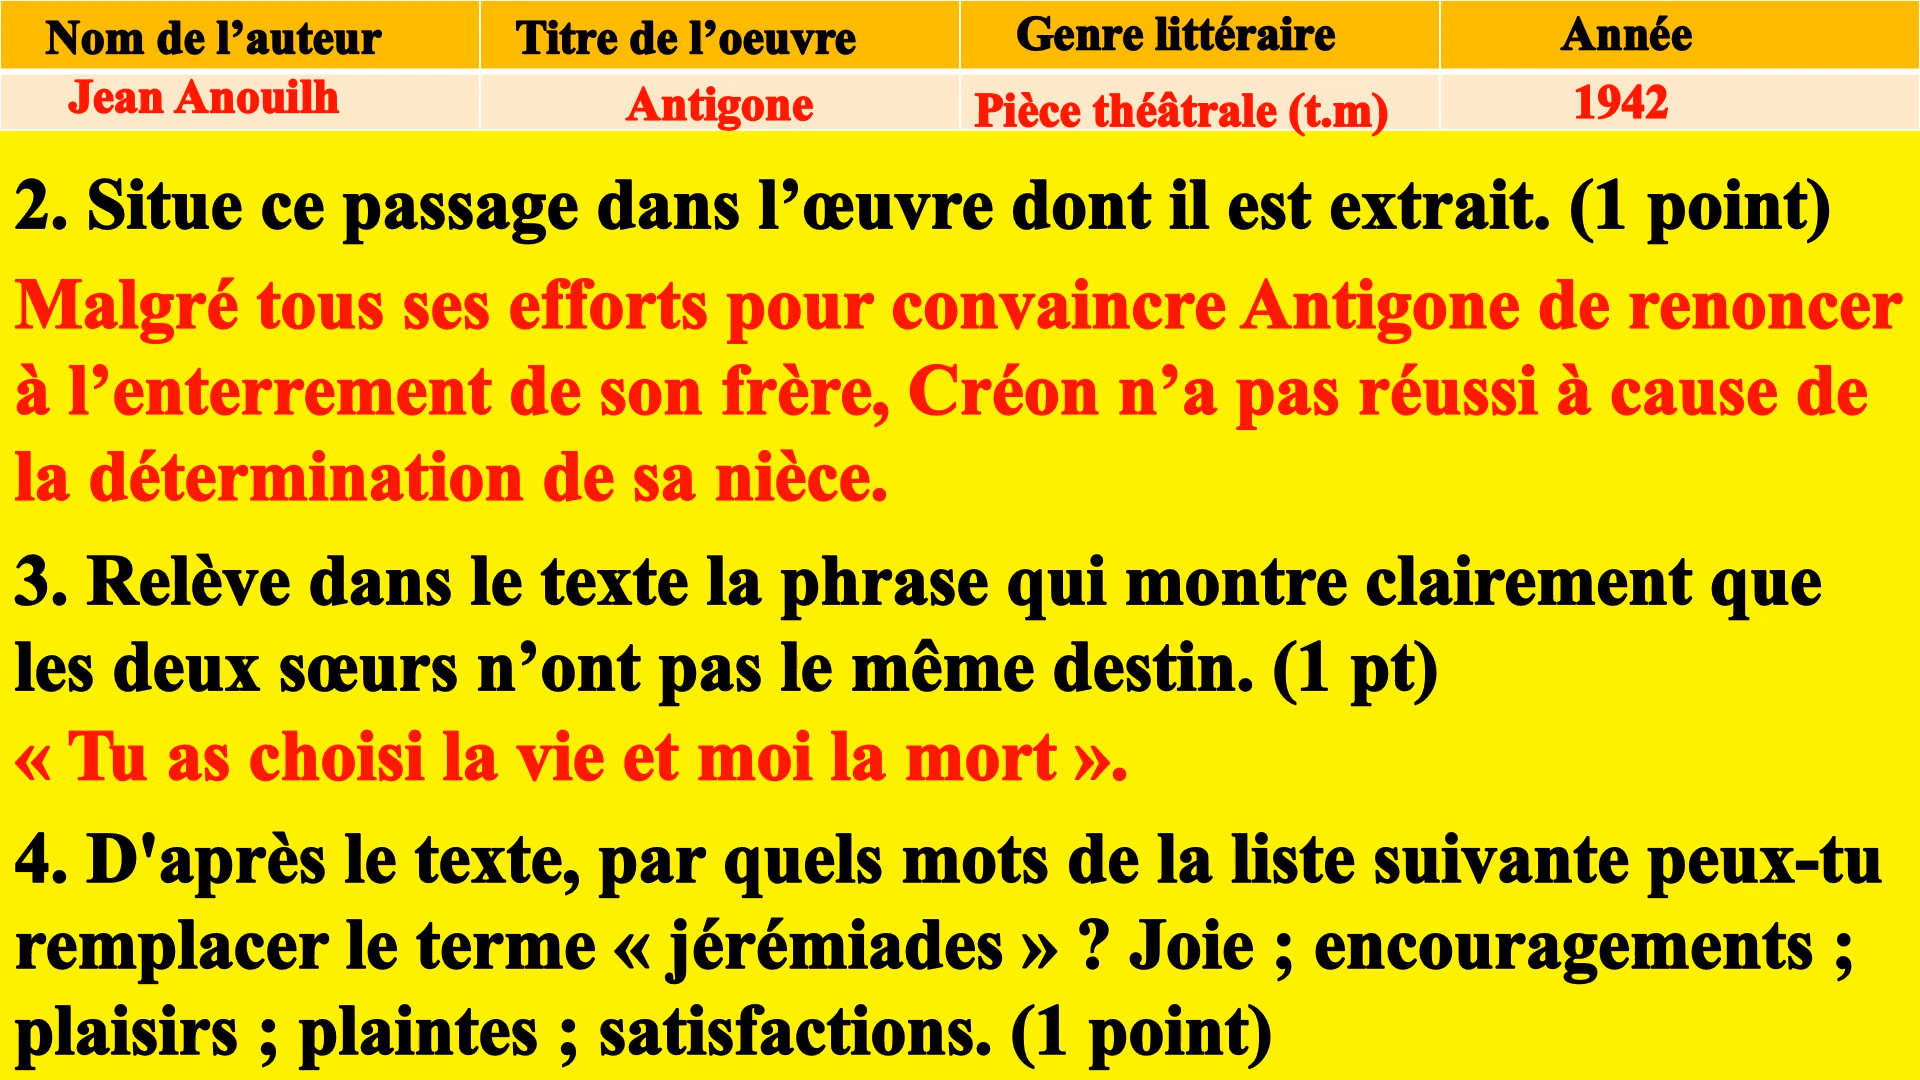 Nom de l’auteur Titre de l’oeuvre Genre littéraire Année
Jean Anouilh Antigone Pièce théâtrale (t.m) 1942
2. Situe ce passage dans l’œuvre dont il est extrait. (1 point)
Malgré tous ses efforts pour convaincre Antigone de renoncer
à l’enterrement de son frère, Créon n’a pas réussi à cause de
la détermination de sa nièce.
3. Relève dans le texte la phrase qui montre clairement que
les deux sœurs n’ont pas le même destin. (1 pt)
« Tu as choisi la vie et moi la mort ».
4. D'après le texte, par quels mots de la liste suivante peux-tu
remplacer le terme « jérémiades » ? Joie ; encouragements ;
plaisirs ; plaintes ; satisfactions. (1 point)